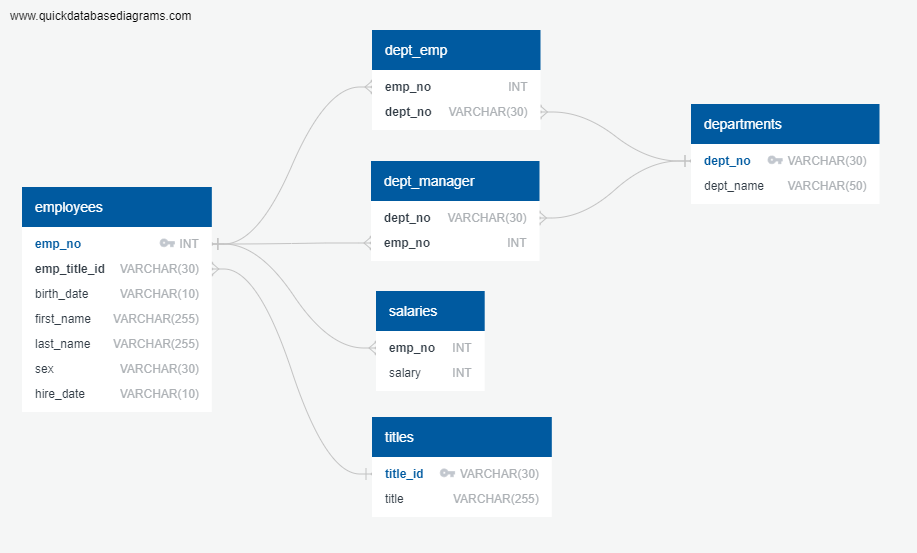 www.quickdatabasediagrams.com
dept_emp
emp_no INT
dept_no VARCHAR(30)
departments
dept_no VARCHAR(30)
dept_name VARCHAR(50)
dept_manager
dept_no VARCHAR(30)
emp_no INT
employees
emp_no INT
emp_title_id VARCHAR(30)
birth_date VARCHAR(10)
first_name VARCHAR(255)
last_name VARCHAR(255)
sex VARCHAR(30)
hire_date VARCHAR(10)
salaries
emp_no INT
salary INT
titles
title_id VARCHAR(30)
title VARCHAR(255)